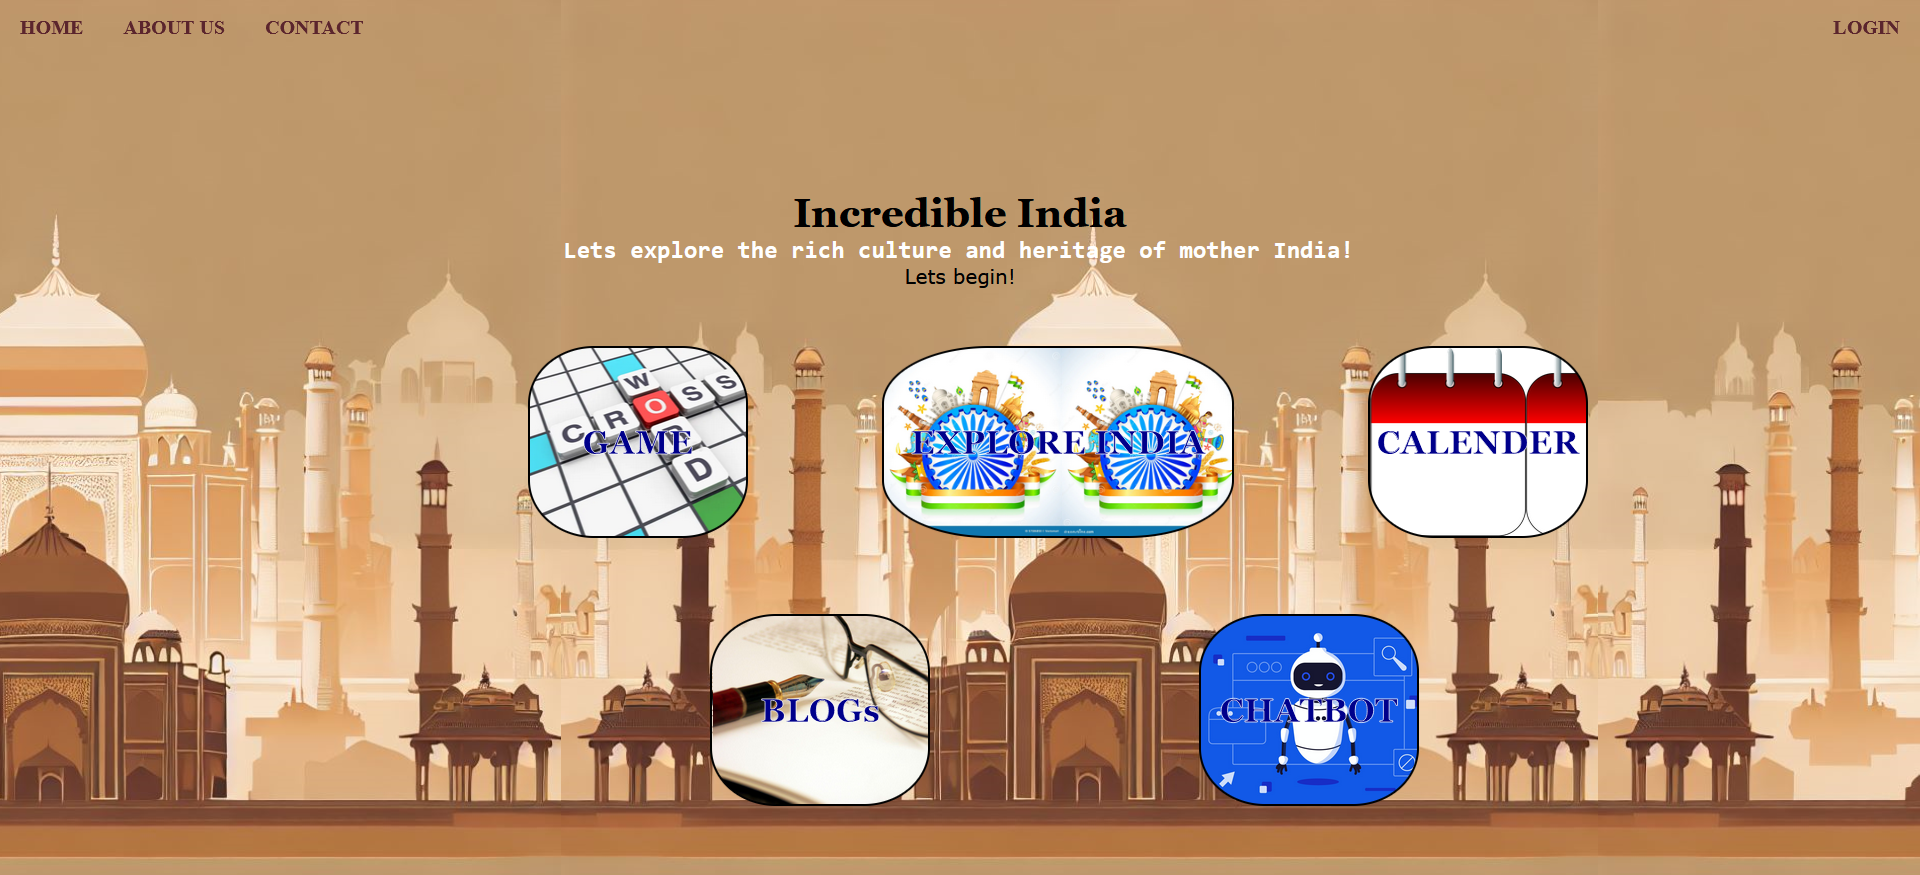 HOME ABOUT US CONTACT LOGIN
Incredible India
Lets explore the rich culture and heritage of mother India!
Lets begin!
W
C R O S S
R
D
GAME
EXPLORE INDIA
CALENDER
BLOGs
CHATBOT